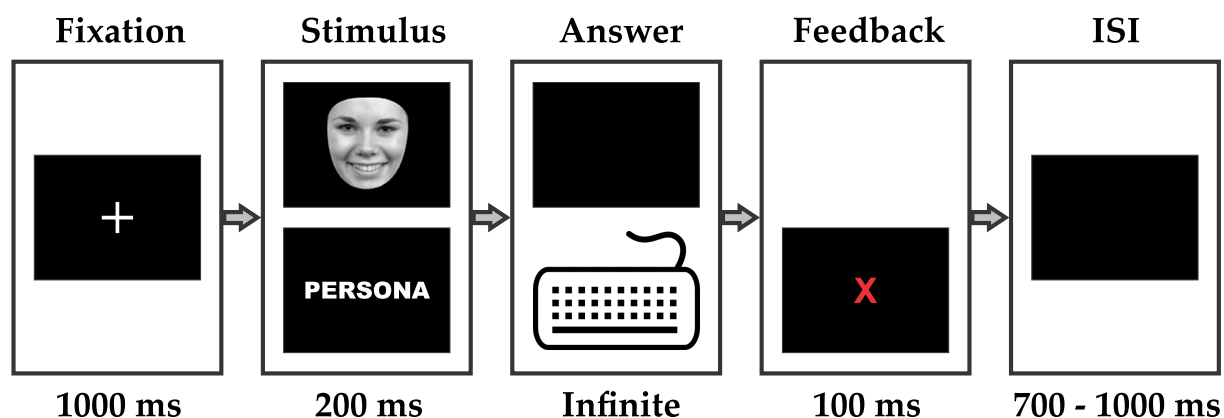 Fixation
Stimulus
Answer
Feedback
ISI
PERSONA
X
1000 ms
200 ms
Infinite
100 ms
700 - 1000 ms